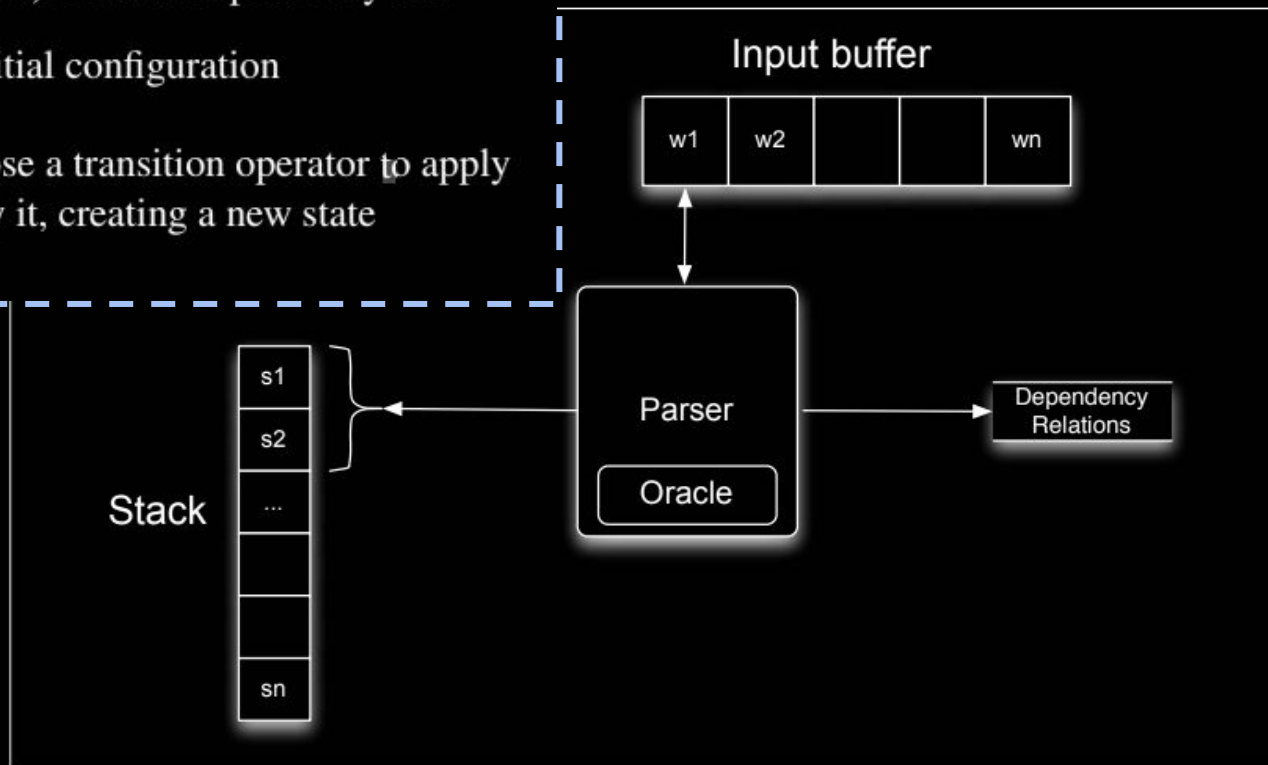 itial configuration
se a transition operator to apply
it, creating a new state
Input buffer
w1 w2 wn
s1
s2
...
sn
Stack
Parser
Oracle
Dependency
Relations